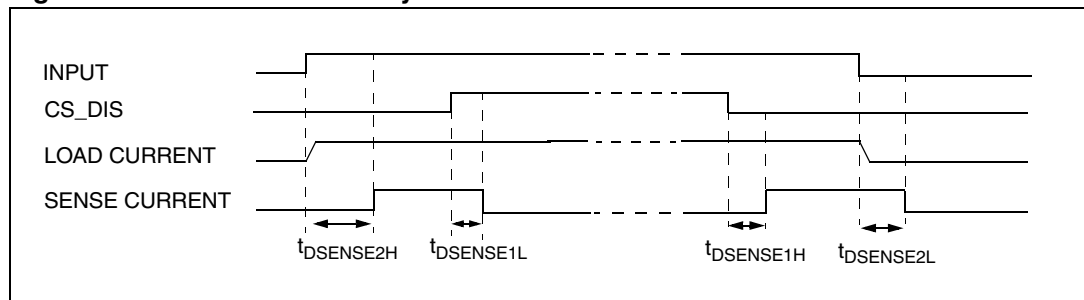 INPUT
CS_DIS
LOAD CURRENT
SENSE CURRENT
tDSENSE2H tDSENSE1L tDSENSE1H tDSENSE2L